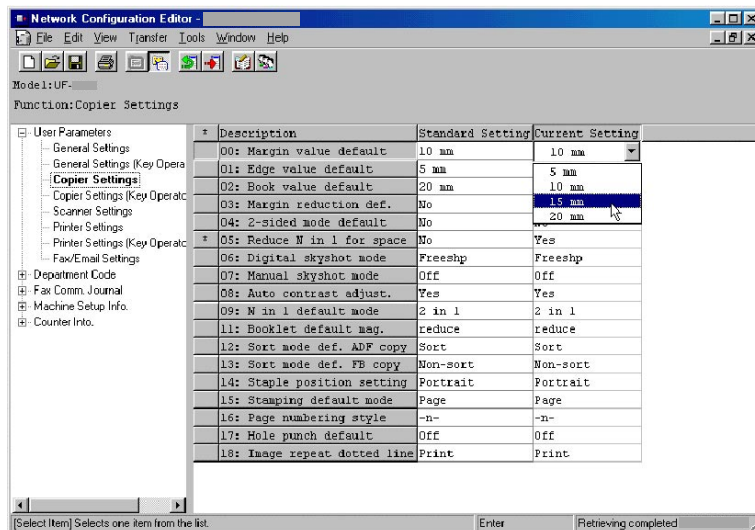 Network Configuration Editor -
File Edit View Transfer Tools Window Help
Model:UF-
Function:Copier Settings
User Parameters
General Settings
General Settings (Key Opera
Copier Settings
Copier Settings (Key Operatc
Scanner Settings
Printer Settings
Printer Settings (Key Operatc
Fax/Email Settings
Department Code
Fax Comm. Journal
Machine Setup Info.
Counter Info.
* Description Standard Setting Current Setting
00: Margin value default 10 mm 10 mm
01: Edge value default 5 mm
02: Book value default 20 mm
03: Margin reduction def. No
04: 2-sided mode default No
5 mm
10 mm
15 mm
20 mm
* 05: Reduce N in 1 for space No Yes
06: Digital skyshot mode Freeshp Freeshp
07: Manual skyshot mode Off Off
08: Auto contrast adjust. Yes Yes
09: N in 1 default mode 2 in 1 2 in 1
11: Booklet default mag. reduce reduce
12: Sort mode def. ADF copy Sort Sort
13: Sort mode def. FB copy Non-sort Non-sort
14: Staple position setting Portrait Portrait
15: Stamping default mode Page Page
16: Page numbering style -n- -n-
17: Hole punch default Off Off
18: Image repeat dotted line Print Print
[Select Item] Selects one item from the list. Enter Retrieving completed